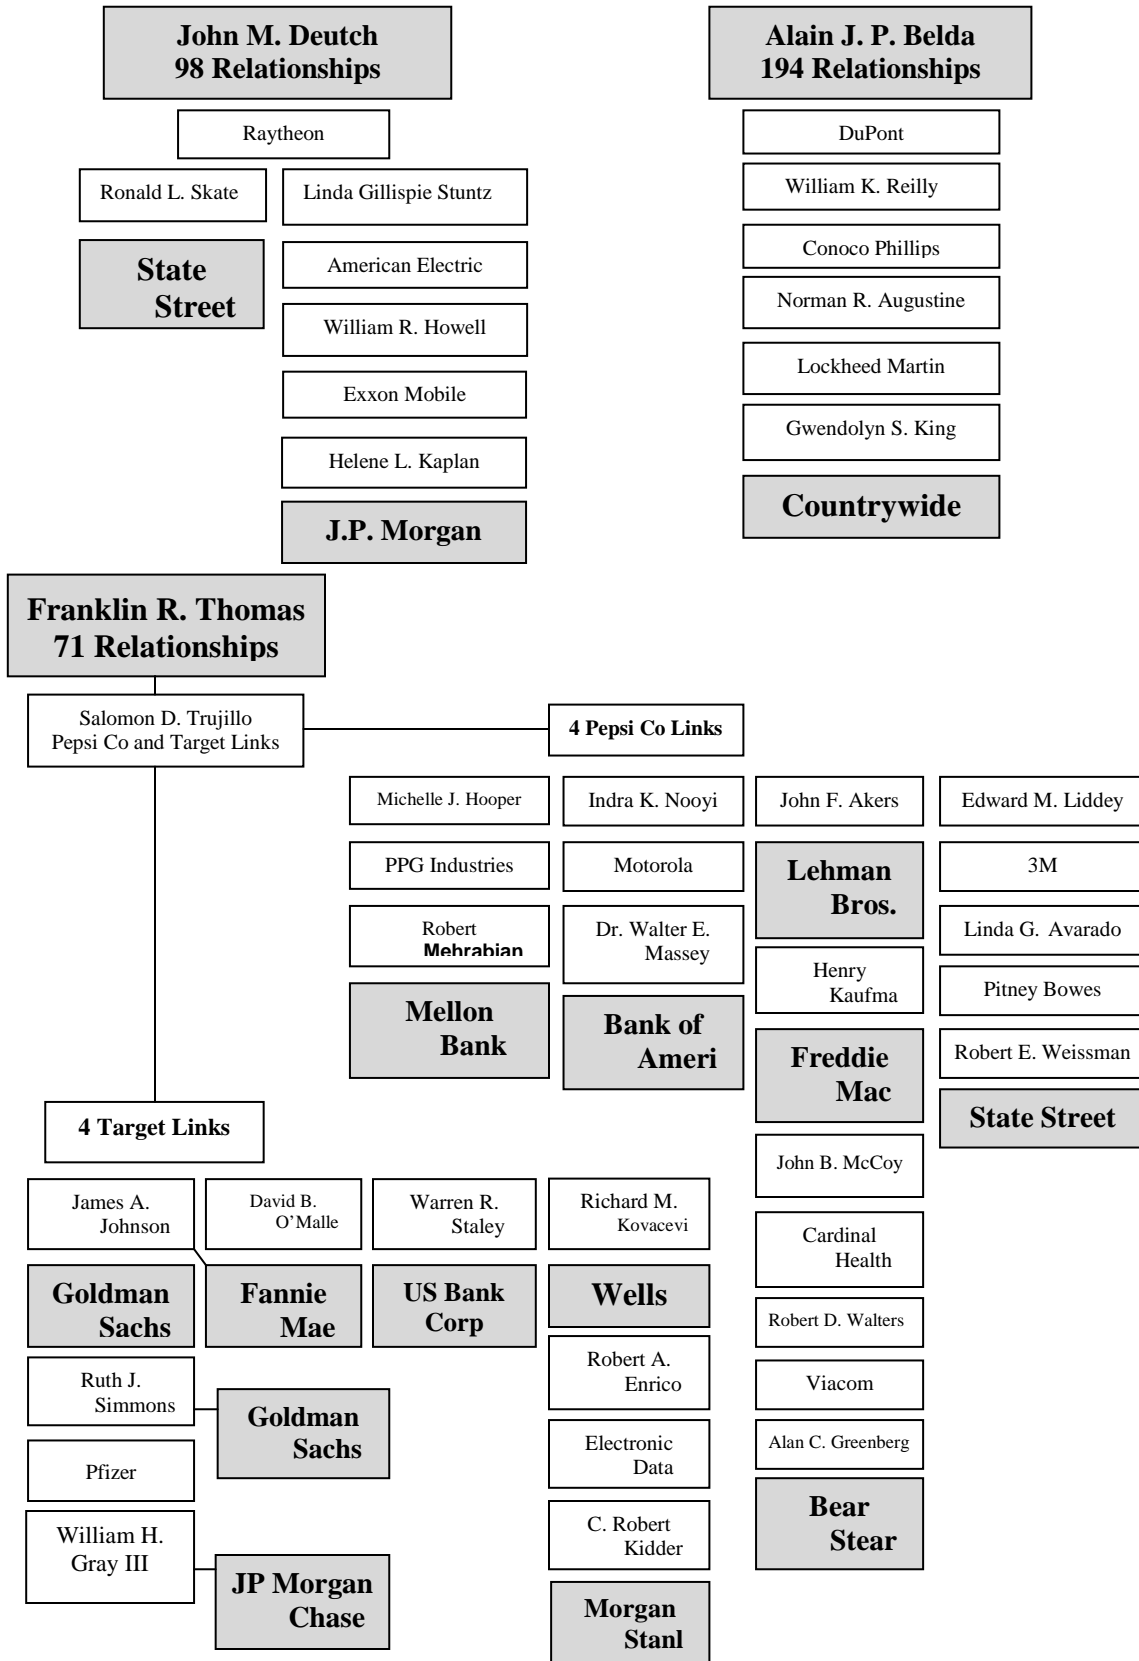 John M. Deutch
98 Relationships
Raytheon
Ronald L. Skate
State
Street
Linda Gillispie Stuntz
American Electric
William R. Howell
Exxon Mobile
Helene L. Kaplan
J.P. Morgan
Alain J. P. Belda
194 Relationships
DuPont
William K. Reilly
Conoco Phillips
Norman R. Augustine
Lockheed Martin
Gwendolyn S. King
Countrywide
Franklin R. Thomas
71 Relationships
Salomon D. Trujillo
Pepsi Co and Target Links
4 Pepsi Co Links
Michelle J. Hooper
PPG Industries
Robert
Mehrabian
Mellon
Bank
Indra K. Nooyi
Motorola
Dr. Walter E.
Massey
Bank of
Ameri
John F. Akers
Lehman
Bros.
Henry
Kaufma
Freddie
Mac
John B. McCoy
Cardinal
Health
Robert D. Walters
Viacom
Alan C. Greenberg
Bear
Stear
Edward M. Liddey
3M
Linda G. Avarado
Pitney Bowes
Robert E. Weissman
State Street
4 Target Links
James A.
Johnson
Goldman
Sachs
Ruth J.
Simmons
Goldman
Sachs
Pfizer
William H.
Gray III
JP Morgan
Chase
David B.
O'Malle
Fannie
Mae
Warren R.
Staley
US Bank
Corp
Richard M.
Kovacevi
Wells
Robert A.
Enrico
Electronic
Data
C. Robert
Kidder
Morgan
Stanl